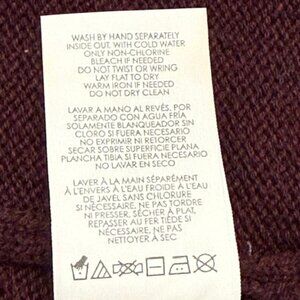 WASH BY HAND SEPARATELY
INSIDE OUT, WITH COLD WATER
ONLY NON-CHLORINE
BLEACH IF NEEDED
DO NOT TWIST OR WRING
LAY FLAT TO DRY
WARM IRON IF NEEDED
DO NOT DRY CLEAN
LAVAR A MANO AL REVÉS, POR
SEPARADO CON AGUA FRÍA
SOLAMENTE BLANQUEADOR SIN
CLORO SI FUERA NECESARIO
NO EXPRIMIR NI RETORCER
SECAR SOBRE SUPERFICIE PLANA
PLANCHA TIBIA SI FUERA NECESARIO
NO LAVAR EN SECO
LAVER À LA MAIN SÉPARÉMENT
À L'ENVERS À L'EAU FROIDE À L'EAU
DE JAVEL SANS CHLORURE
SI NÉCESSAIRE, NE PAS TORDRE
NI PRESSER, SÉCHER À PLAT,
REPASSER AU FER TIÈDE SI
NÉCESSAIRE, NE PAS
NETTOYER À SEC